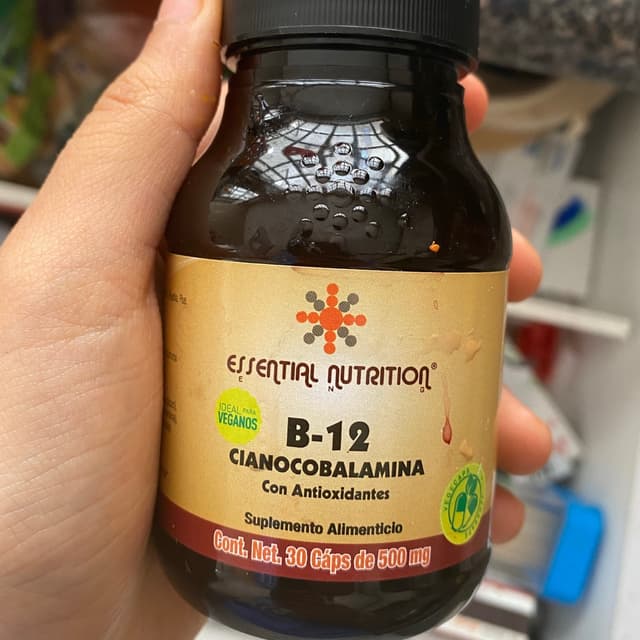 ESSENTIAL NUTRITION®
E N G
IDEAL PARA
VEGANOS
B-12
CIANOCOBALAMINA
Con Antioxidantes
Suplemento Alimenticio
Cont. Net. 30 Cáps de 500 mg